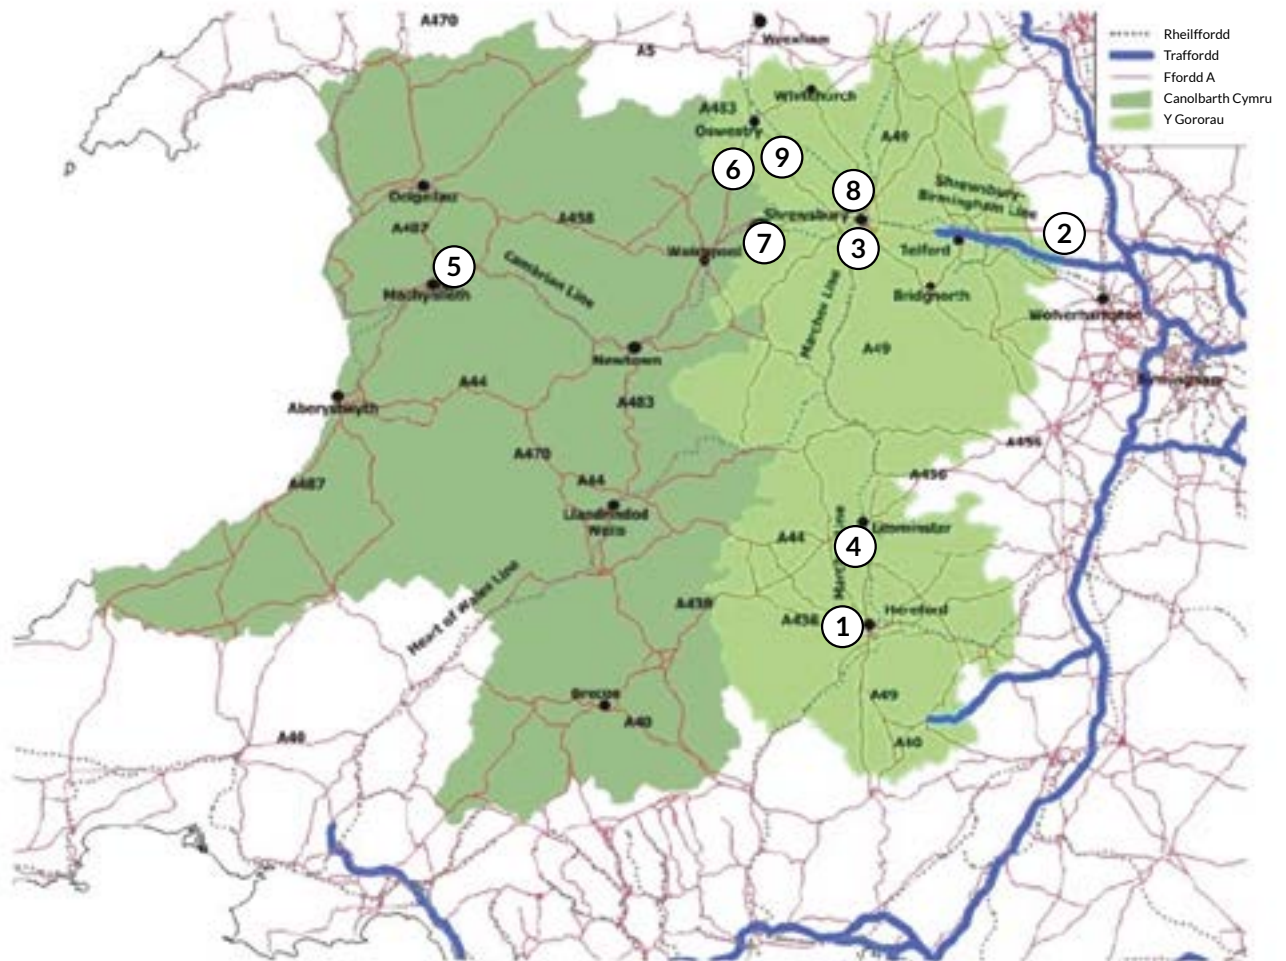 A470
Wrexham
A5
Rheilffordd
Traffordd
Ffordd A
Canolbarth Cymru
Y Gororau
Whitchurch
A483
Oswestry
A49
6
9
8
Dolgellau
A458
A487
Shrewsbury
Shrewsbury
Birmingham Line
2
7
3
Telford
Welshpool
5
Machynlleth
Cambrian Line
Bridgnorth
Marches Line
Wolverhampton
Newtown
A49
A44
Aberystwyth
A483
Birmingham
A470
A456
A44
A487
Llandrindod
Wells
Leominster
A44
4
Heart of Wales Line
A438
A438
1
Hereford
Brecon
A40
A49
A40
A40